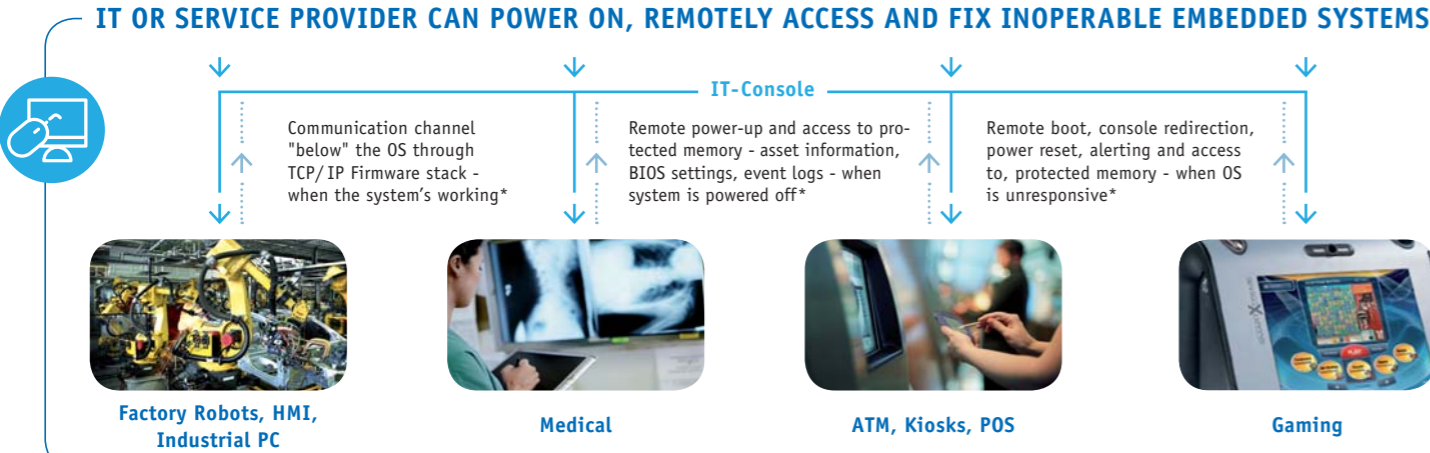 IT OR SERVICE PROVIDER CAN POWER ON, REMOTELY ACCESS AND FIX INOPERABLE EMBEDDED SYSTEMS
IT-Console
Communication channel
"below" the OS through
TCP/IP Firmware stack -
when the system's working*
Remote power-up and access to pro-
tected memory - asset information,
BIOS settings, event logs - when
system is powered off*
Remote boot, console redirection,
power reset, alerting and access
to, protected memory - when OS
is unresponsive*
Factory Robots, HMI,
Industrial PC
Medical
ATM, Kiosks, POS
Gaming
PLAY